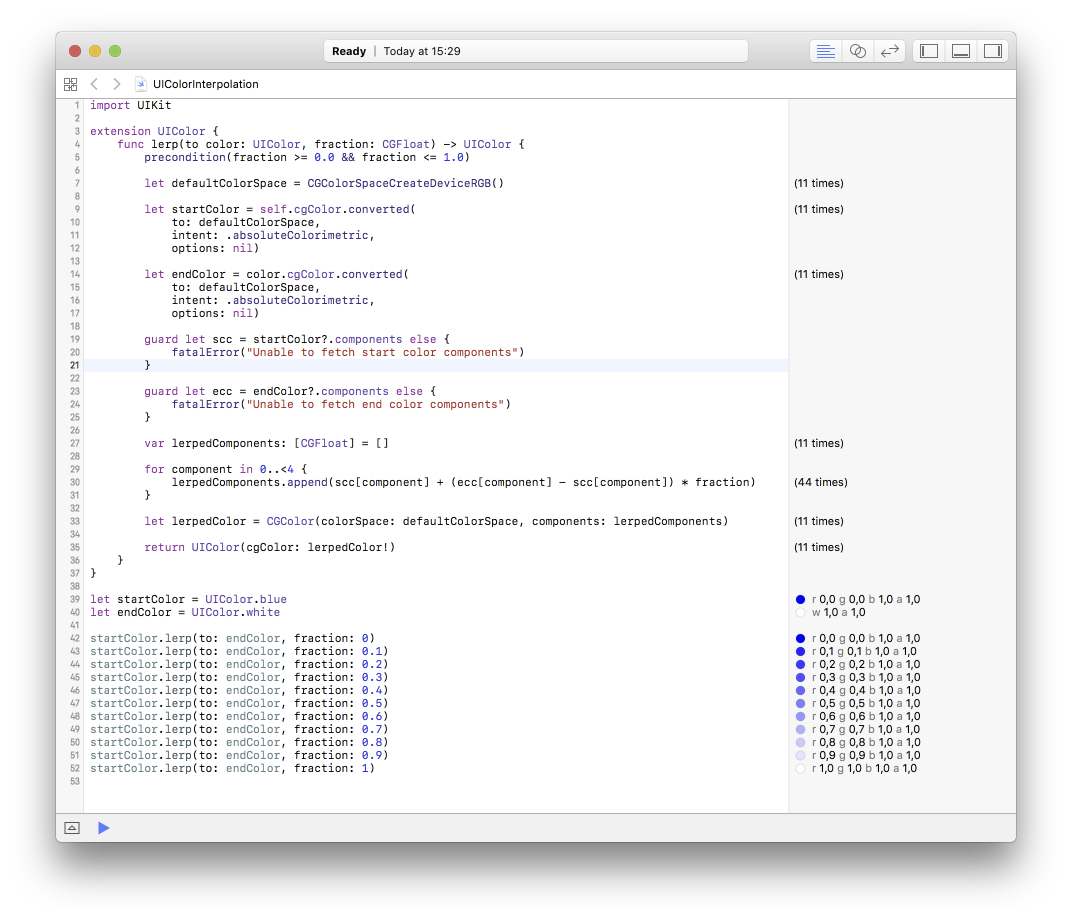 Ready | Today at 15:29
UIColorInterpolation
1 import UIKit
2
3 extension UIColor {
4 func lerp(to color: UIColor, fraction: CGFloat) -> UIColor {
5 precondition(fraction >= 0.0 && fraction <= 1.0)
6
7 let defaultColorSpace = CGColorSpaceCreateDeviceRGB() (11 times)
8
9 let startColor = self.cgColor.converted( (11 times)
10 to: defaultColorSpace,
11 intent: .absoluteColorimetric,
12 options: nil)
13
14 let endColor = color.cgColor.converted( (11 times)
15 to: defaultColorSpace,
16 intent: .absoluteColorimetric,
17 options: nil)
18
19 guard let scc = startColor?.components else {
20 fatalError("Unable to fetch start color components")
21 }
22
23 guard let ecc = endColor?.components else {
24 fatalError("Unable to fetch end color components")
25 }
26
27 var lerpedComponents: [CGFloat] = [] (11 times)
28
29 for component in 0..<4 {
30 lerpedComponents.append(scc[component] + (ecc[component] - scc[component]) * fraction) (44 times)
31 }
32
33 let lerpedColor = CGColor(colorSpace: defaultColorSpace, components: lerpedComponents) (11 times)
34
35 return UIColor(cgColor: lerpedColor!) (11 times)
36 }
37 }
38
39 let startColor = UIColor.blue r 0,0 g 0,0 b 1,0 a 1,0
40 let endColor = UIColor.white w 1,0 a 1,0
41
42 startColor.lerp(to: endColor, fraction: 0) r 0,0 g 0,0 b 1,0 a 1,0
43 startColor.lerp(to: endColor, fraction: 0.1) r 0,1 g 0,1 b 1,0 a 1,0
44 startColor.lerp(to: endColor, fraction: 0.2) r 0,2 g 0,2 b 1,0 a 1,0
45 startColor.lerp(to: endColor, fraction: 0.3) r 0,3 g 0,3 b 1,0 a 1,0
46 startColor.lerp(to: endColor, fraction: 0.4) r 0,4 g 0,4 b 1,0 a 1,0
47 startColor.lerp(to: endColor, fraction: 0.5) r 0,5 g 0,5 b 1,0 a 1,0
48 startColor.lerp(to: endColor, fraction: 0.6) r 0,6 g 0,6 b 1,0 a 1,0
49 startColor.lerp(to: endColor, fraction: 0.7) r 0,7 g 0,7 b 1,0 a 1,0
50 startColor.lerp(to: endColor, fraction: 0.8) r 0,8 g 0,8 b 1,0 a 1,0
51 startColor.lerp(to: endColor, fraction: 0.9) r 0,9 g 0,9 b 1,0 a 1,0
52 startColor.lerp(to: endColor, fraction: 1) r 1,0 g 1,0 b 1,0 a 1,0
53